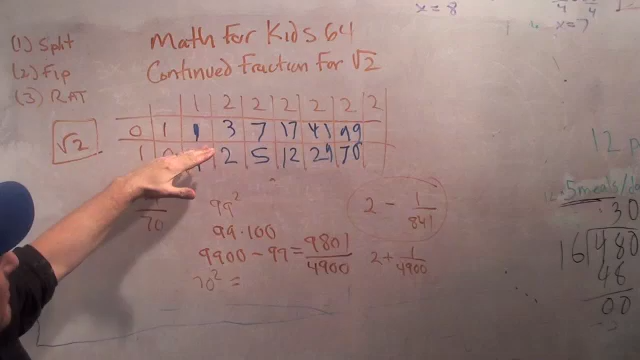 (1) Split
(2) Flip
(3) RAT
Math for Kids 64
Continued Fraction for √2
√2
1 2 2 2 2 2 2
0 1 1 3 7 17 41 99
1 0 1 2 5 12 29 70
70
99²
99·100
9900 - 99 = 9801/4900
70² =
2 - 1/841
2 + 1/4900
x = 8
x = 7
12
5 meals/d
30
16 480
48
00